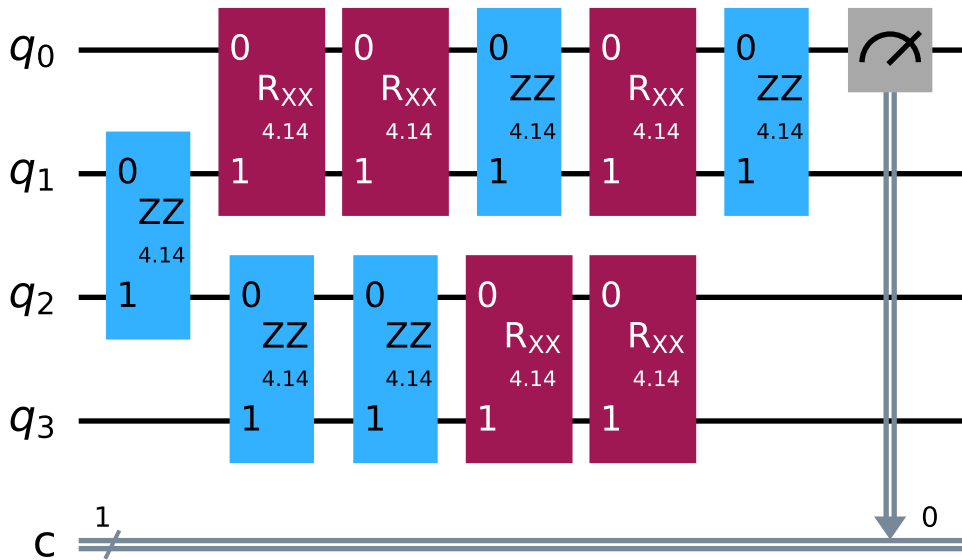 q0
0 0 0 0 0
RXX RXX ZZ RXX ZZ
4.14 4.14 4.14 4.14 4.14
q1
0 1 1 1 1 1
ZZ
4.14
q2
1 0 0 0 0
ZZ ZZ RXX RXX
4.14 4.14 4.14 4.14
q3
1 1 1 1
1 0
c